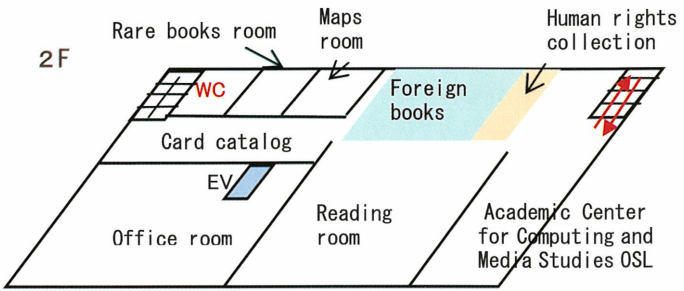 2F
Rare books room
Maps
room
Human rights
collection
WC
Foreign
books
Card catalog
EV
Office room
Reading
room
Academic Center
for Computing and
Media Studies OSL